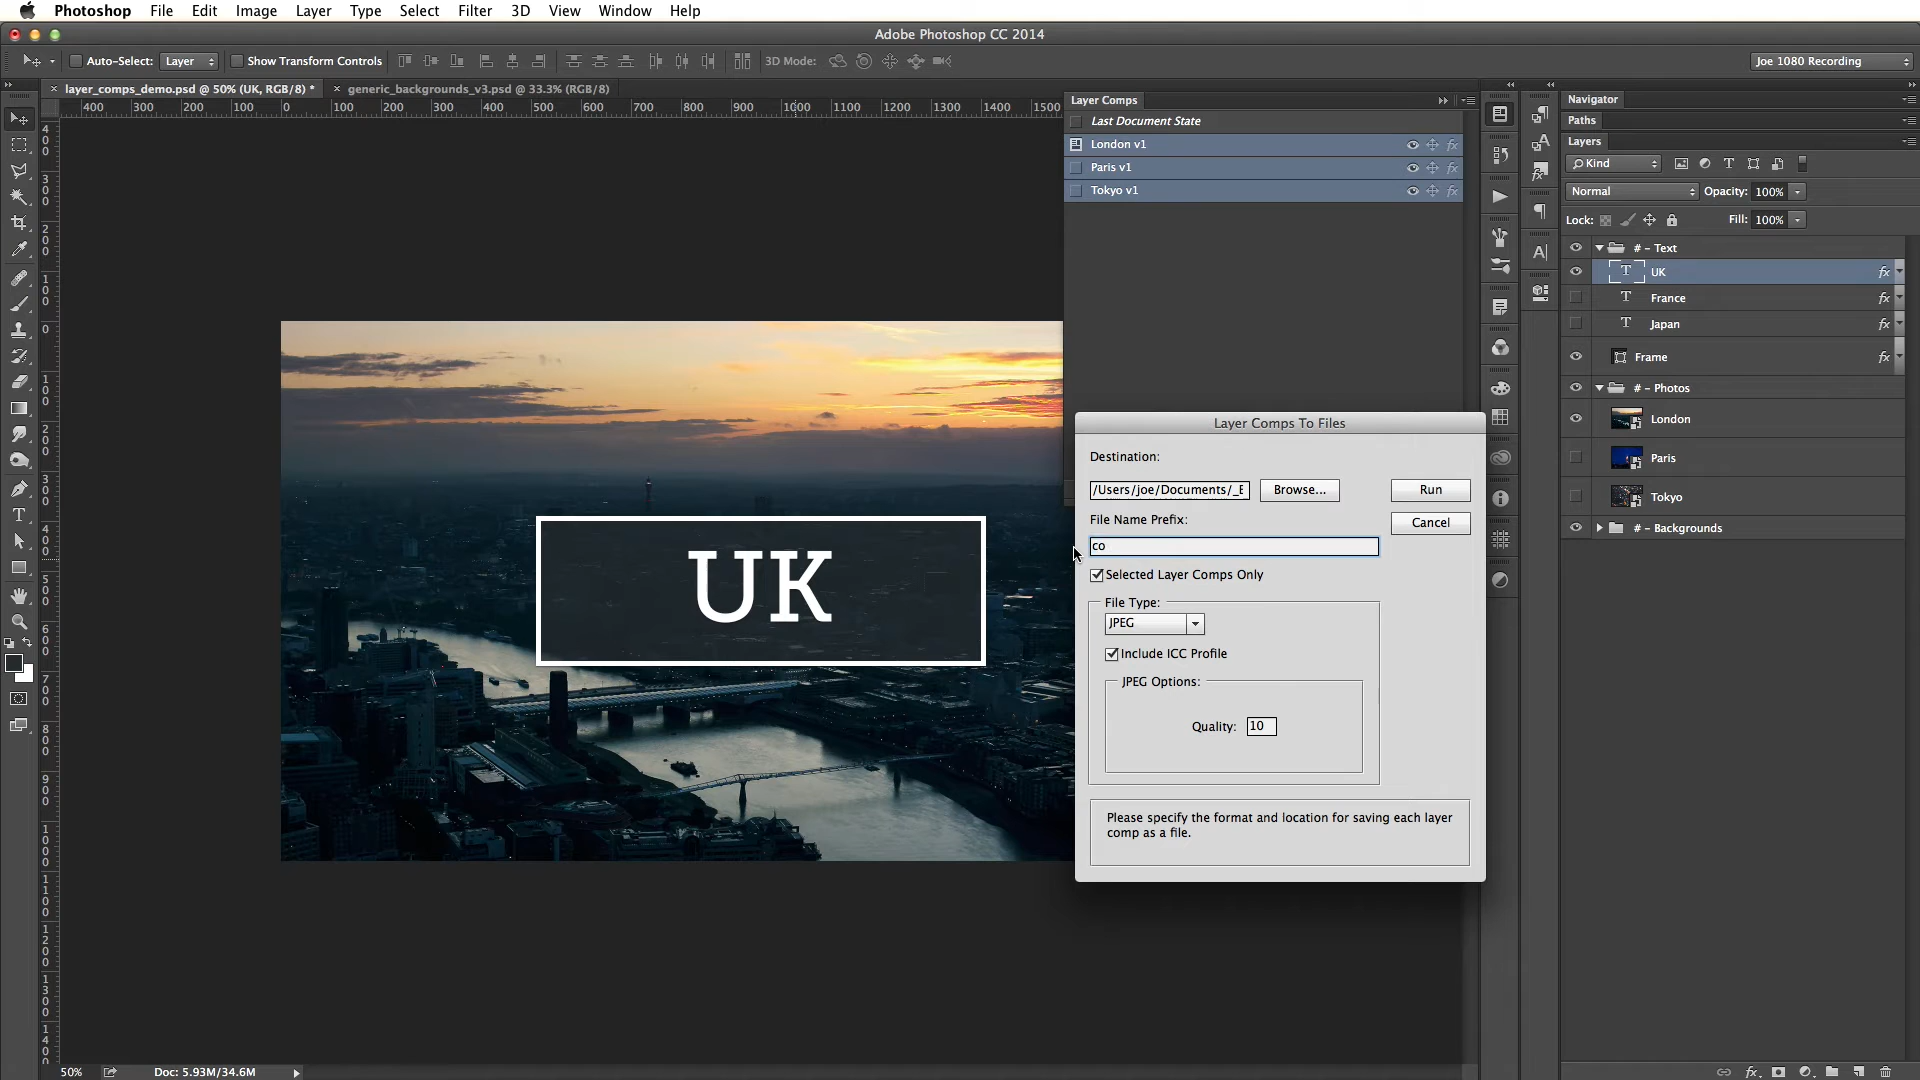 Photoshop File Edit Image Layer Type Select Filter 3D View Window Help
Adobe Photoshop CC 2014
Auto-Select: Layer Show Transform Controls 3D Mode: Joe 1080 Recording
layer_comps_demo.psd @ 50% (UK, RGB/8) * generic_backgrounds_v3.psd @ 33.3% (RGB/8)
400 300 200 100 0 100 200 300 400 500 600 700 800 900 1000 1100 1200 1300 1400 1500
Layer Comps
Last Document State
London v1
Paris v1
Tokyo v1
Navigator
Paths
Layers
Kind
Normal Opacity: 100%
Lock: Fill: 100%
# - Text
UK fx
France fx
Japan fx
Frame fx
# - Photos
London
Paris
Tokyo
# - Backgrounds
UK
Layer Comps To Files
Destination:
/Users/joe/Documents/_E Browse... Run
File Name Prefix:
Cancel
co
Selected Layer Comps Only
File Type:
JPEG
Include ICC Profile
JPEG Options:
Quality: 10
Please specify the format and location for saving each layer
comp as a file.
50% Doc: 5.93M/34.6M